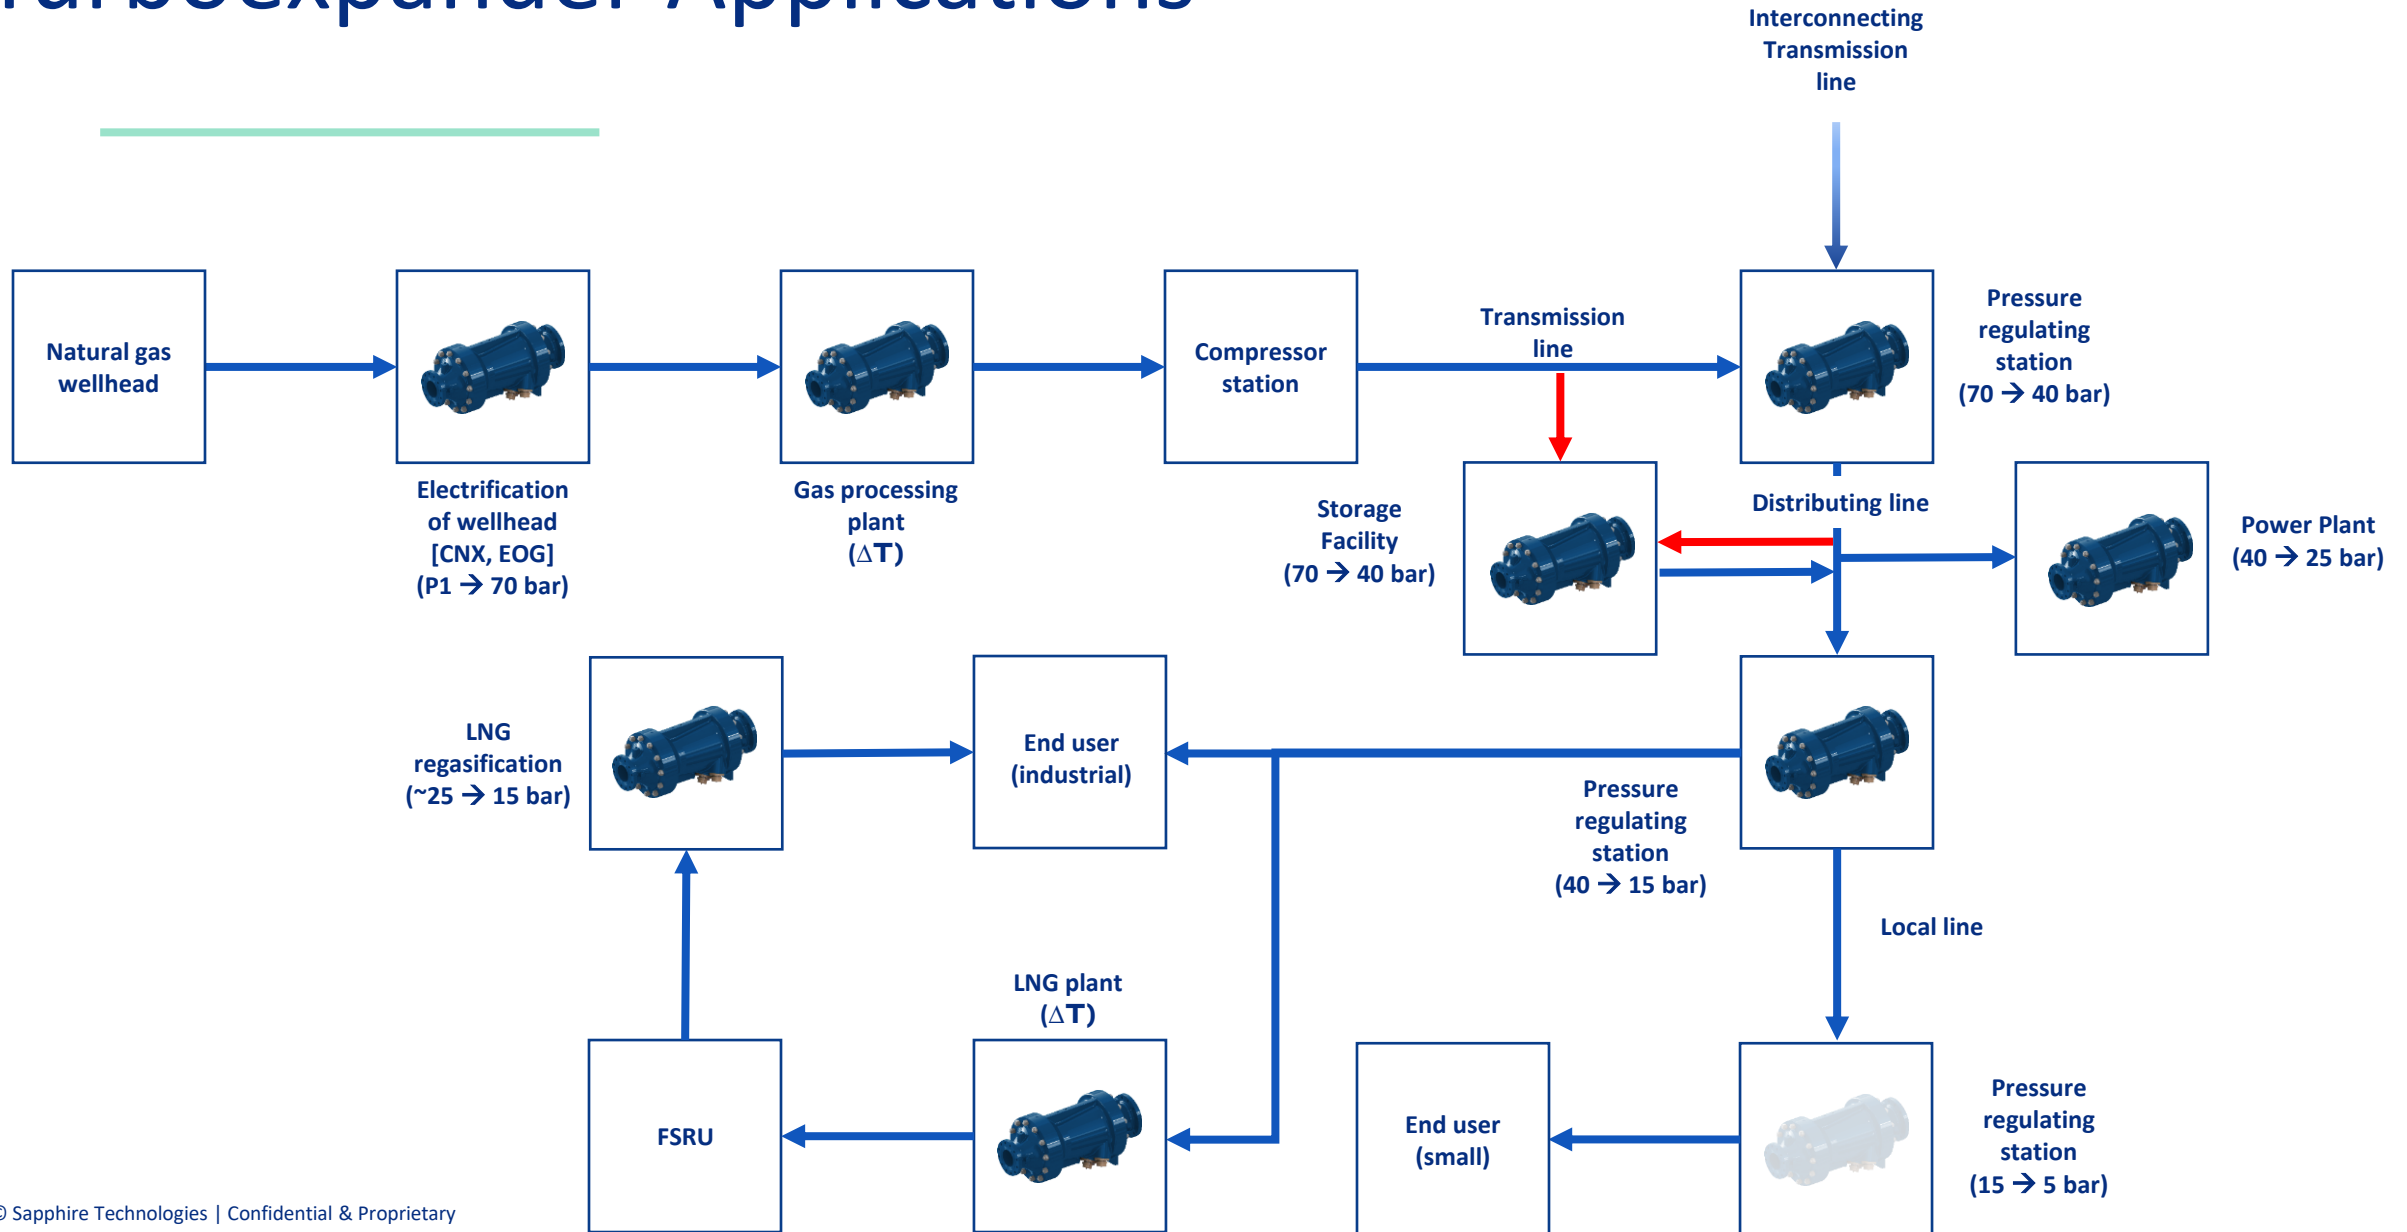 Turboexpander Applications
Interconnecting
Transmission
line
Natural gas
wellhead
Electrification
of wellhead
[CNX, EOG]
(P1 → 70 bar)
Gas processing
plant
(ΔT)
Compressor
station
Transmission
line
Pressure
regulating
station
(70 → 40 bar)
Storage
Facility
(70 → 40 bar)
Distributing line
Power Plant
(40 → 25 bar)
LNG
regasification
(~25 → 15 bar)
End user
(industrial)
Pressure
regulating
station
(40 → 15 bar)
Local line
LNG plant
(ΔT)
FSRU
End user
(small)
Pressure
regulating
station
(15 → 5 bar)
© Sapphire Technologies | Confidential & Proprietary